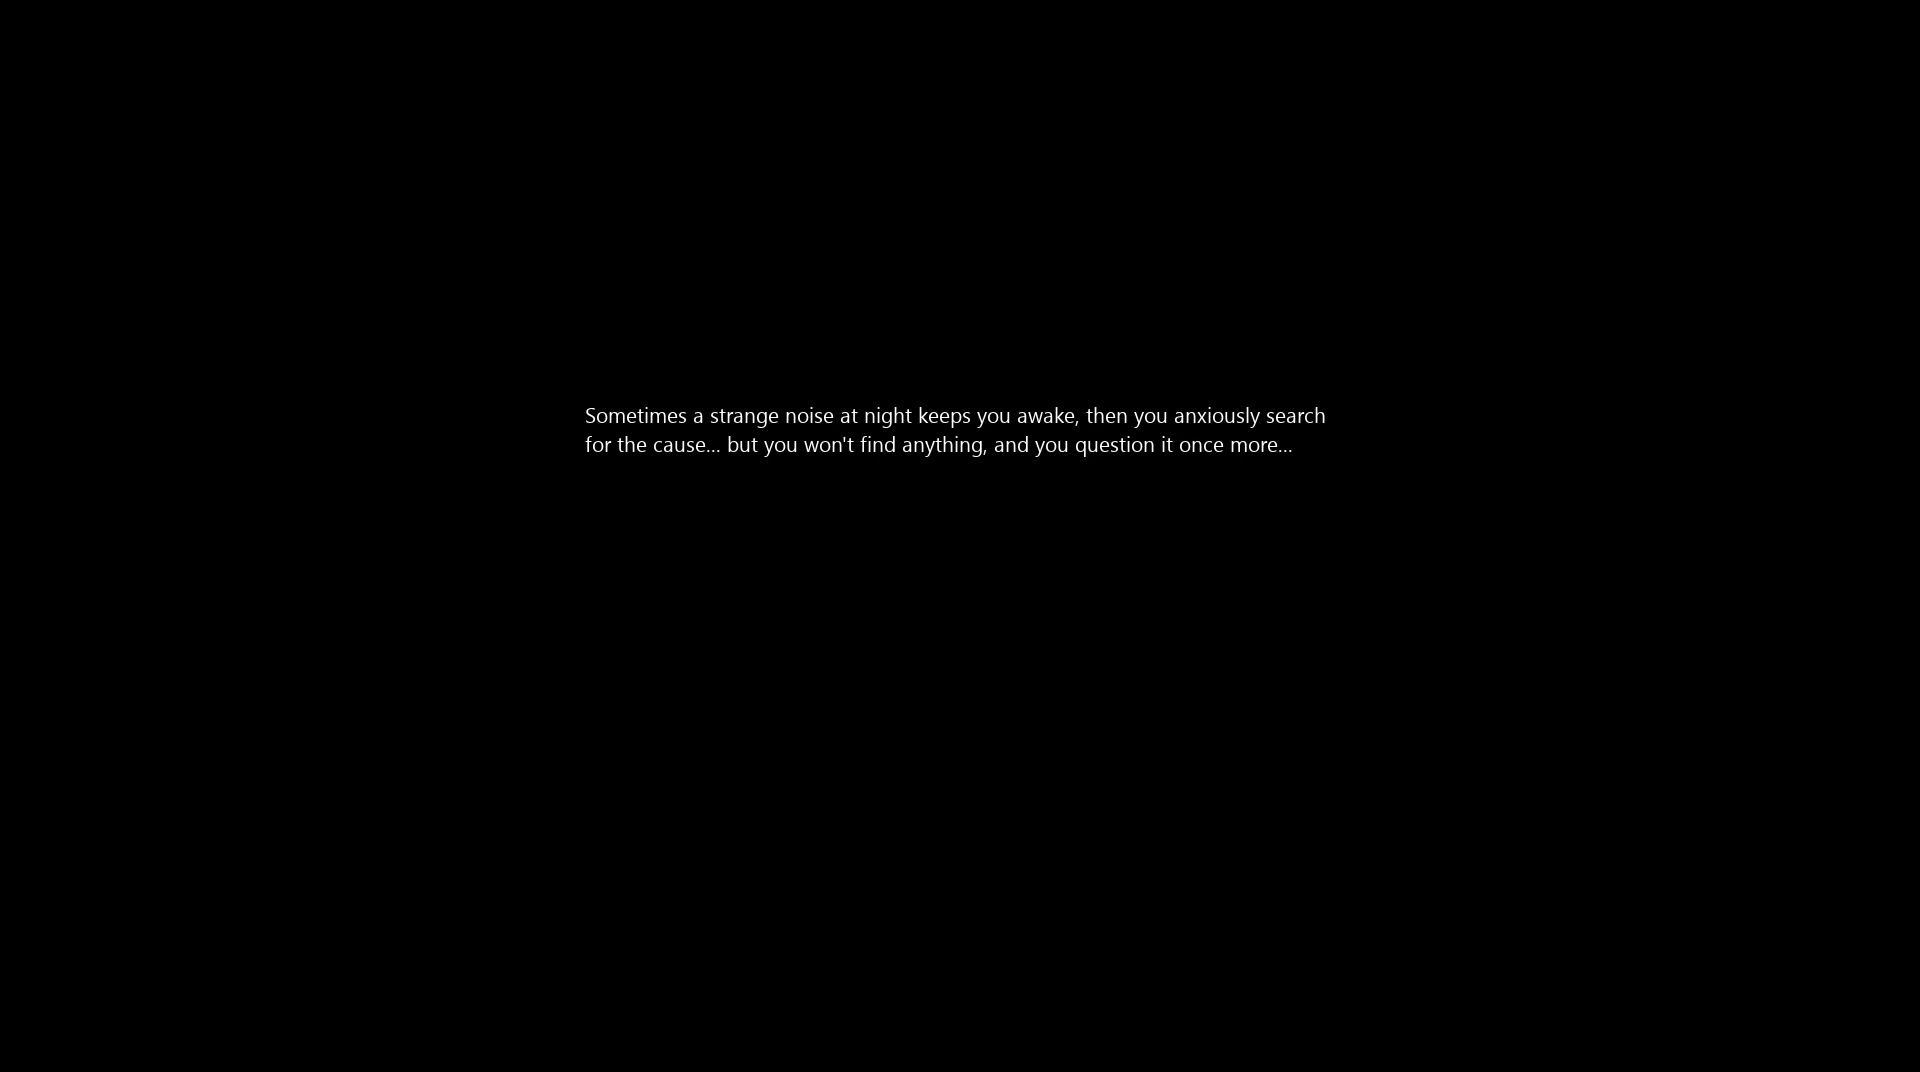 Sometimes a strange noise at night keeps you awake, then you anxiously search
for the cause... but you won't find anything, and you question it once more...